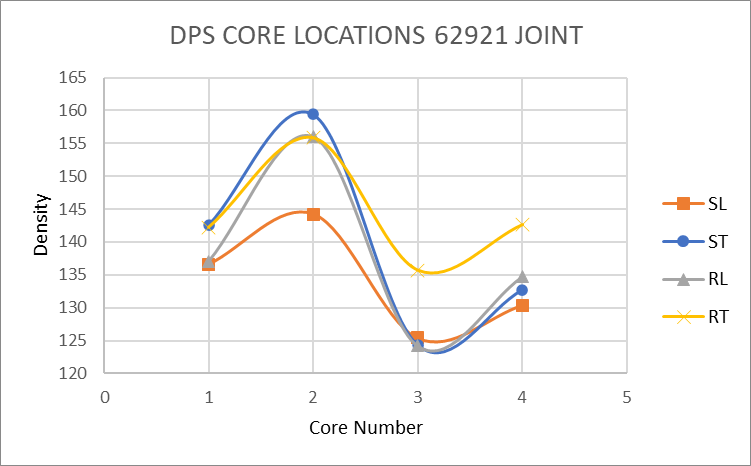 DPS CORE LOCATIONS 62921 JOINT
165
160
155
150
145
140
135
130
125
120
Density
0 1 2 3 4 5
Core Number
SL
ST
RL
RT